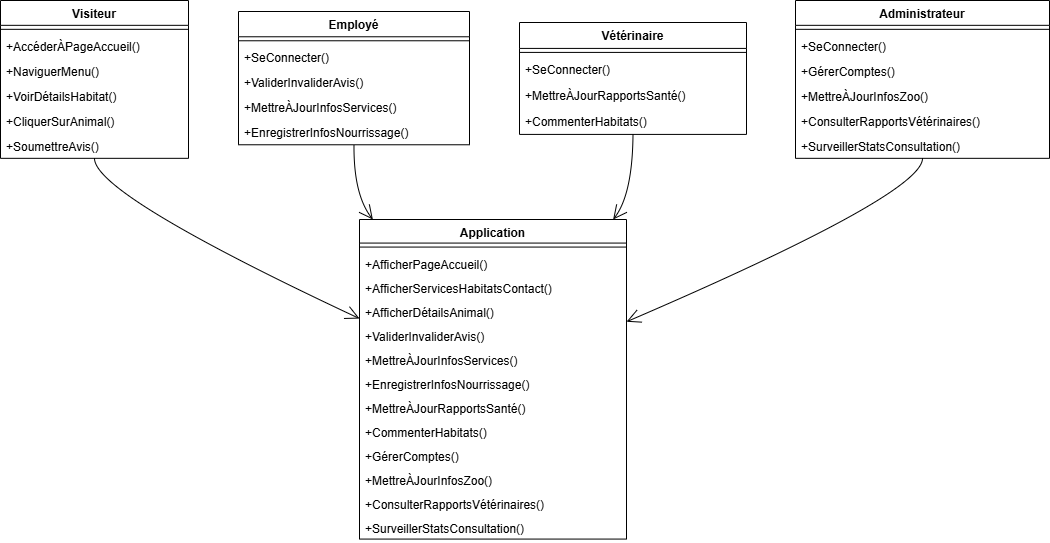 Visiteur
+AccéderÀPageAccueil()
+NaviguerMenu()
+VoirDétailsHabitat()
+CliquerSurAnimal()
+SoumettreAvis()
Employé
+SeConnecter()
+ValiderInvaliderAvis()
+MettreÀJourInfosServices()
+EnregistrerInfosNourrissage()
Vétérinaire
+SeConnecter()
+MettreÀJourRapportsSanté()
+CommenterHabitats()
Administrateur
+SeConnecter()
+GérerComptes()
+MettreÀJourInfosZoo()
+ConsulterRapportsVétérinaires()
+SurveillerStatsConsultation()
Application
+AfficherPageAccueil()
+AfficherServicesHabitatsContact()
+AfficherDétailsAnimal()
+ValiderInvaliderAvis()
+MettreÀJourInfosServices()
+EnregistrerInfosNourrissage()
+MettreÀJourRapportsSanté()
+CommenterHabitats()
+GérerComptes()
+MettreÀJourInfosZoo()
+ConsulterRapportsVétérinaires()
+SurveillerStatsConsultation()